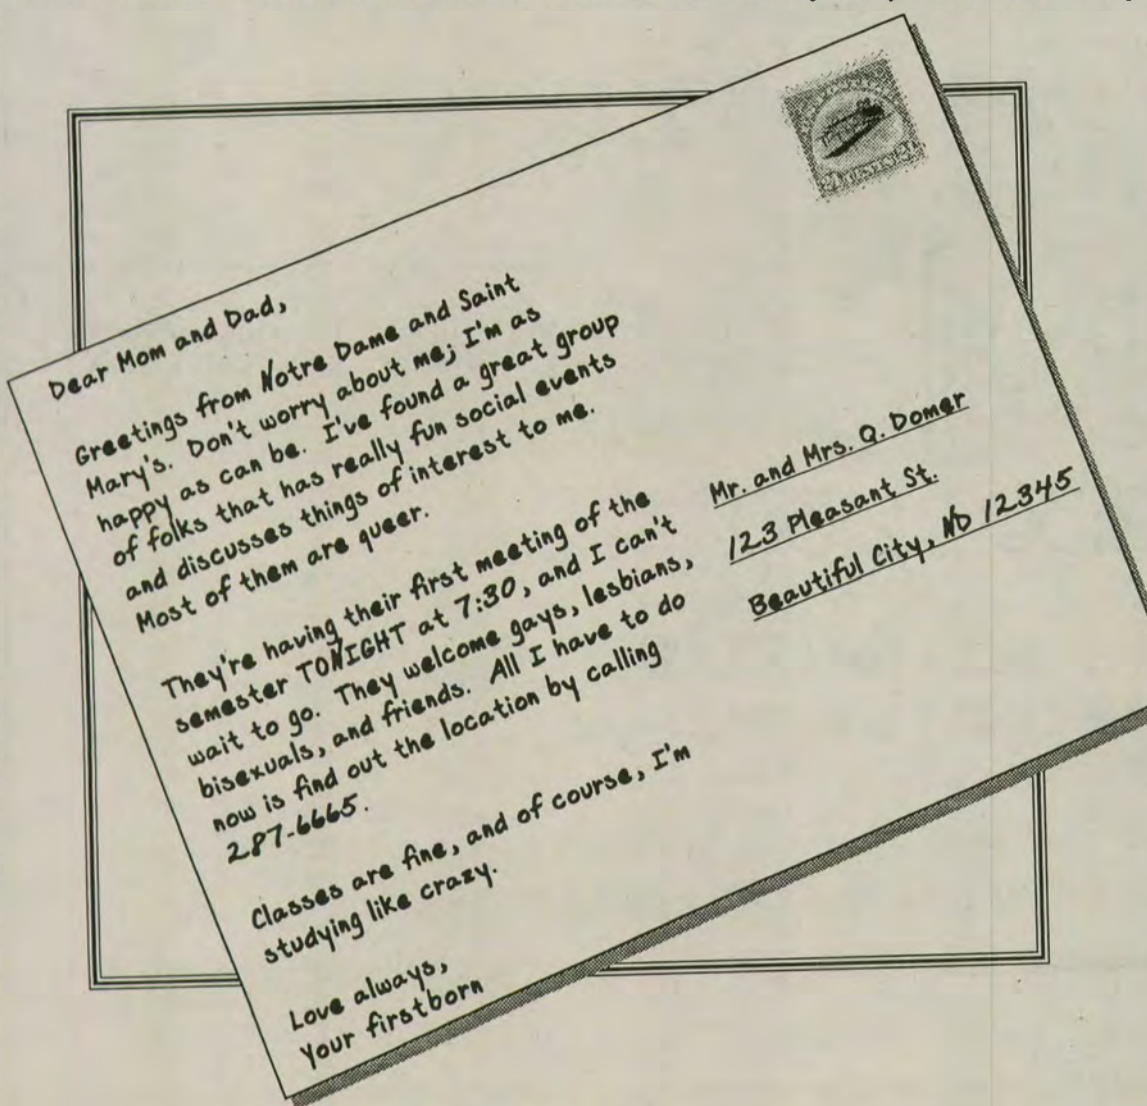 Dear Mom and Dad,
Greetings from Notre Dame and Saint
Mary's. Don't worry about me; I'm as
happy as can be. I've found a great group
of folks that has really fun social events
and discusses things of interest to me.
Most of them are queer.
They're having their first meeting of the
semester TONIGHT at 7:30, and I can't
wait to go. They welcome gays, lesbians,
bisexuals, and friends. All I have to do
now is find out the location by calling
287-6665.
Classes are fine, and of course, I'm
studying like crazy.
Love always,
Your firstborn
Mr. and Mrs. Q. Domer
123 Pleasant St.
Beautiful City, ND 12345